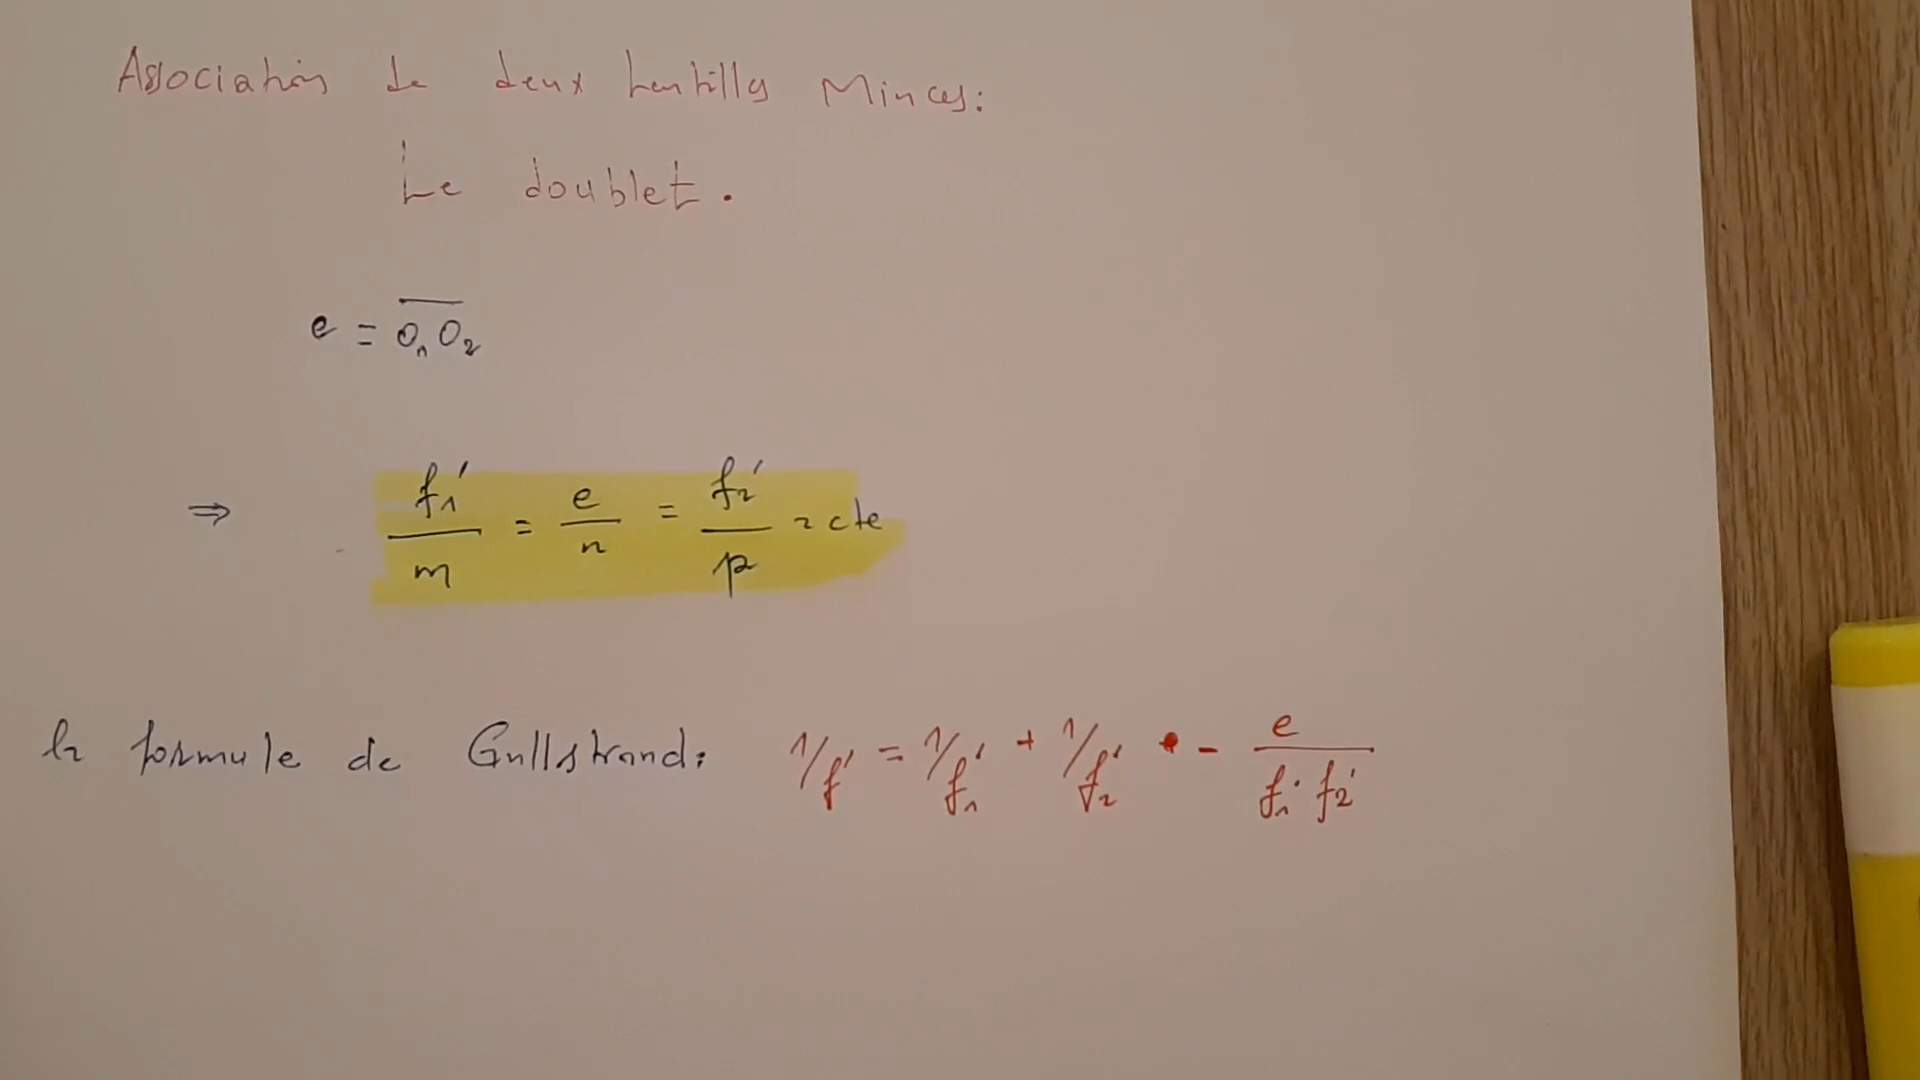 Association de deux Lentilles Minces:
Le doublet.
e = O₁O₂
⇒ f₁'/m = e/n = f₂'/p = cte
la formule de Gullstrand: 1/f' = 1/f₁' + 1/f₂' - e/f₁' f₂'